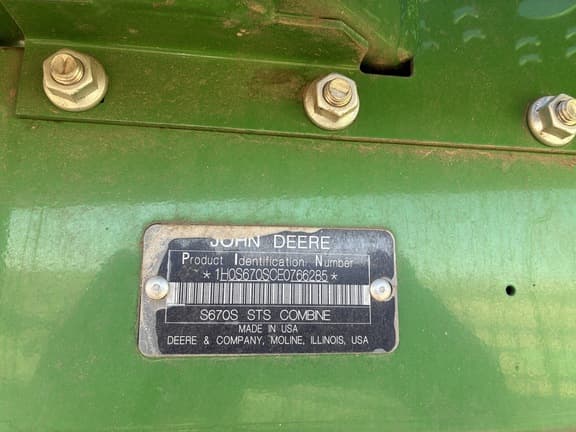 JOHN DEERE
Product Identification Number
*1H0S670SCE0766285*
S670S STS COMBINE
MADE IN USA
DEERE & COMPANY, MOLINE, ILLINOIS, USA